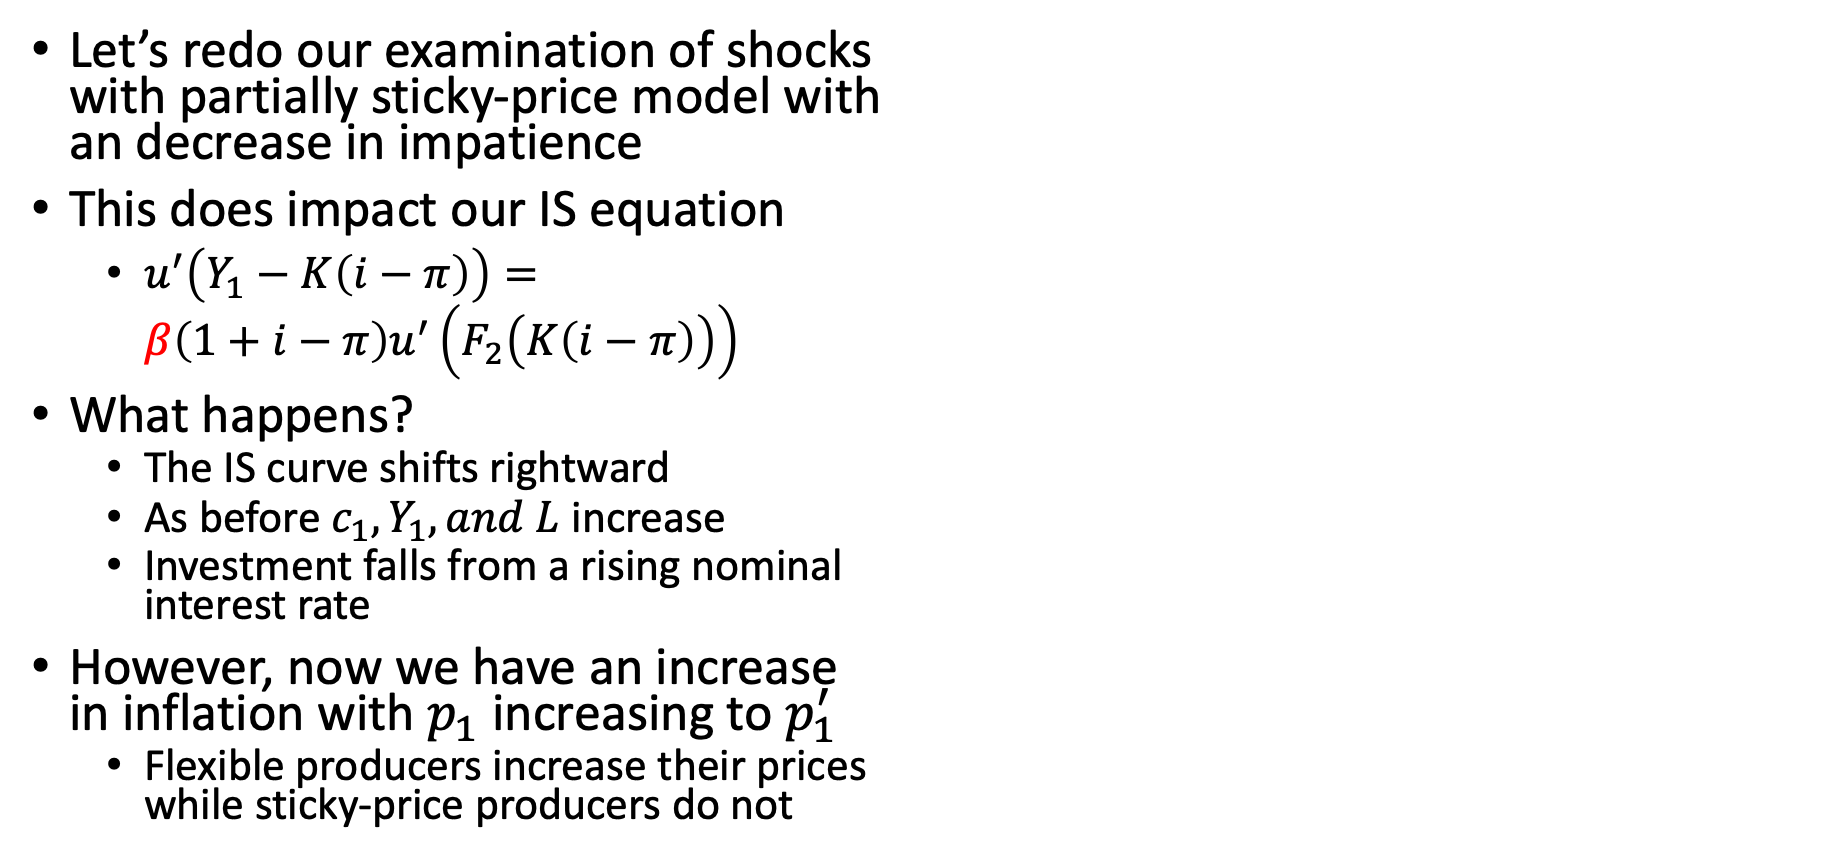 • Let’s redo our examination of shocks
with partially sticky-price model with
an decrease in impatience
• This does impact our IS equation
• u′(Y₁ − K(i − π)) =
β(1 + i − π)u′(F₂(K(i − π)))
• What happens?
• The IS curve shifts rightward
• As before c₁, Y₁, and L increase
• Investment falls from a rising nominal
interest rate
• However, now we have an increase
in inflation with p₁ increasing to p₁′
• Flexible producers increase their prices
while sticky-price producers do not